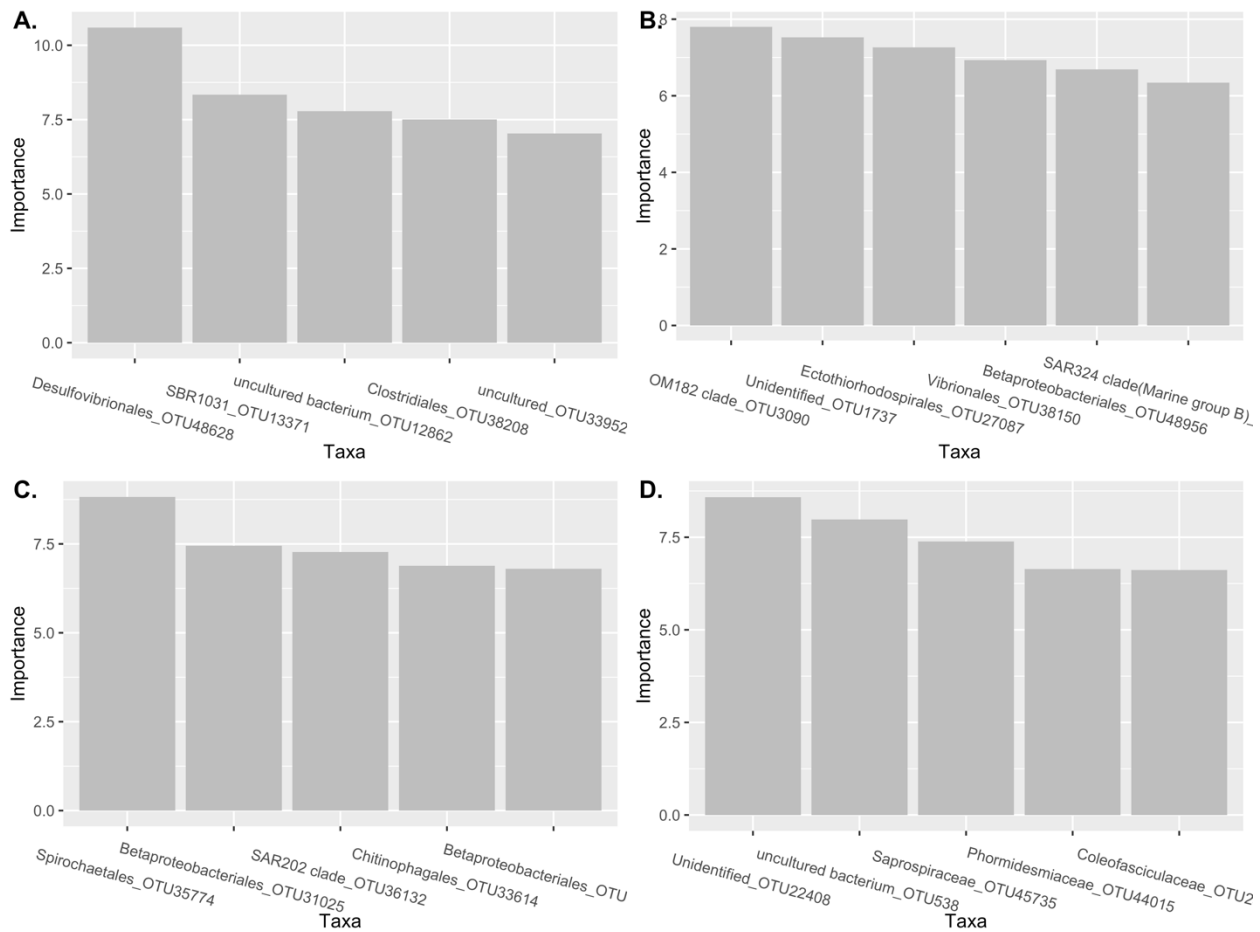 A.
Importance
10.0
7.5
5.0
2.5
0.0
Desulfovibrionales_OTU48628
SBR1031_OTU13371
uncultured bacterium_OTU12862
Clostridiales_OTU38208
uncultured_OTU33952
Taxa
B.
Importance
8
6
4
2
0
OM182 clade_OTU3090
Unidentified_OTU1737
Ectothiorhodospirales_OTU27087
Vibrionales_OTU38150
Betaproteobacteriales_OTU48956
SAR324 clade(Marine group B)_
Taxa
C.
Importance
7.5
5.0
2.5
0.0
Spirochaetales_OTU35774
Betaproteobacteriales_OTU31025
SAR202 clade_OTU36132
Chitinophagales_OTU33614
Betaproteobacteriales_OTU
Taxa
D.
Importance
7.5
5.0
2.5
0.0
Unidentified_OTU22408
uncultured bacterium_OTU538
Saprospiraceae_OTU45735
Phormidesmiaceae_OTU44015
Coleofasciculaceae_OTU2
Taxa